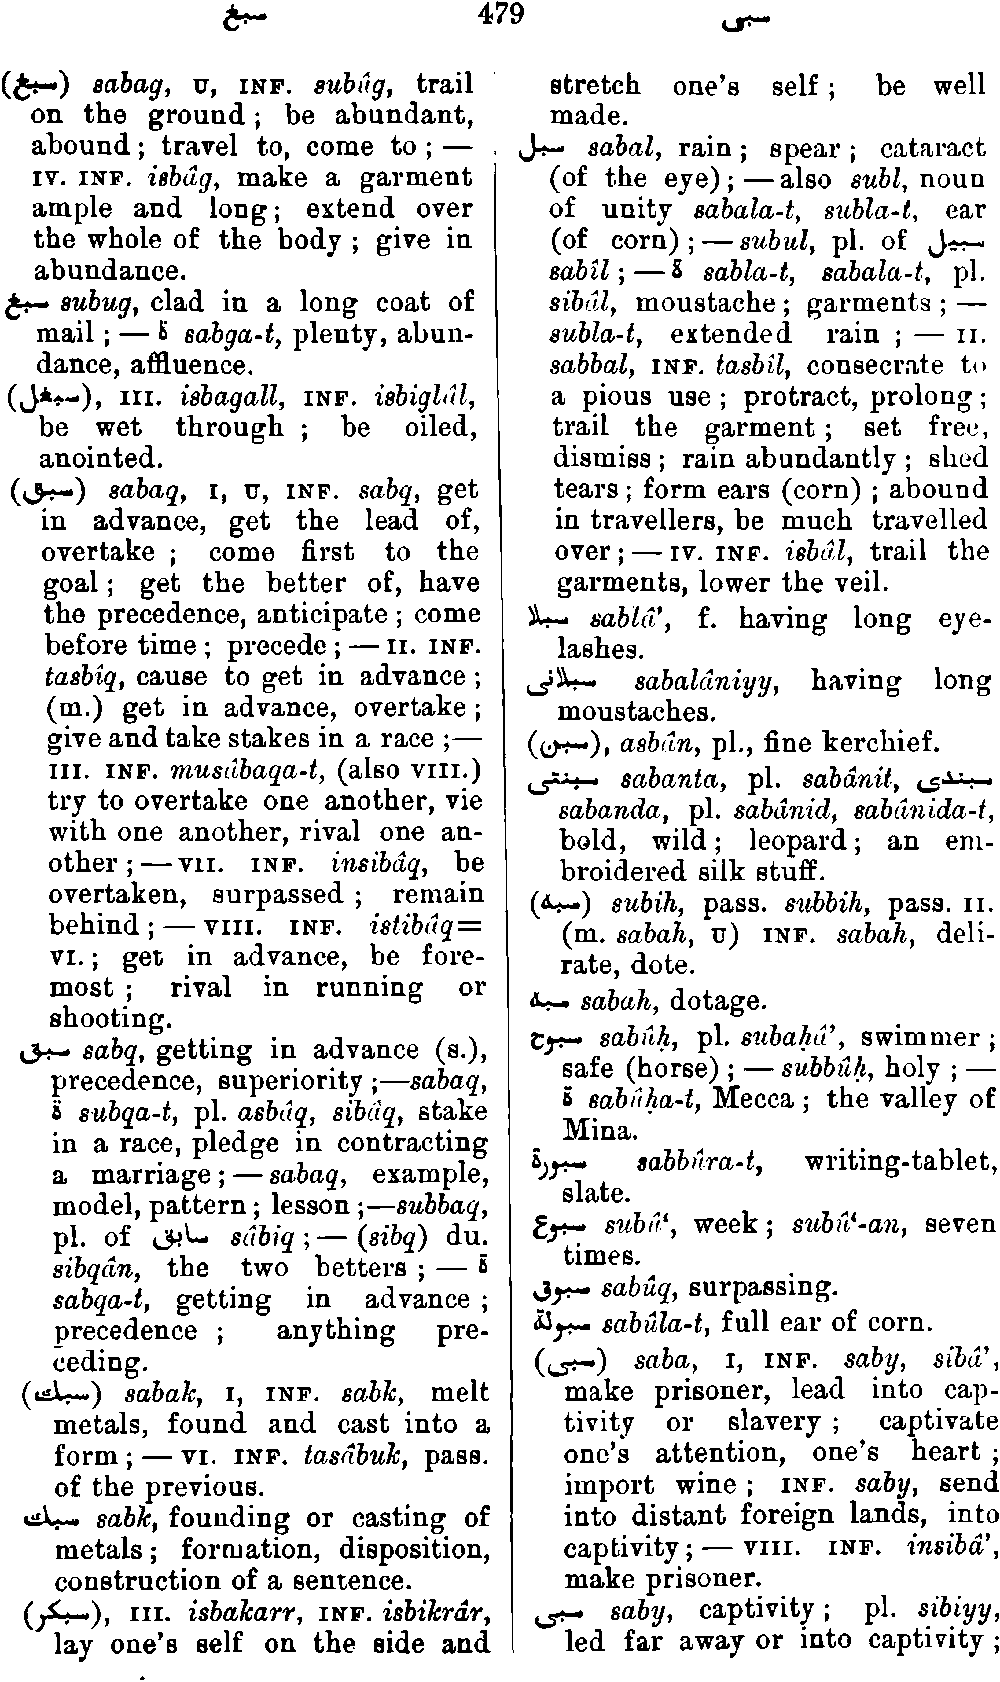 سبغ 479 سبى
(سبغ) sabag, U, INF. subûg, trail
on the ground ; be abundant,
abound ; travel to, come to ; —
IV. INF. isbâg, make a garment
ample and long; extend over
the whole of the body ; give in
abundance.
سبغ subug, clad in a long coat of
mail ; — ة sabga-t, plenty, abun-
dance, affluence.
(سبغل), III. isbagall, INF. isbiglâl,
be wet through ; be oiled,
anointed.
(سبق) sabaq, I, U, INF. sabq, get
in advance, get the lead of,
overtake ; come first to the
goal ; get the better of, have
the precedence, anticipate ; come
before time ; precede ; — II. INF.
tasbîq, cause to get in advance ;
(m.) get in advance, overtake ;
give and take stakes in a race ;—
III. INF. musâbaqa-t, (also VIII.)
try to overtake one another, vie
with one another, rival one an-
other ; — VII. INF. insibâq, be
overtaken, surpassed ; remain
behind ; — VIII. INF. istibâq=
VI. ; get in advance, be fore-
most ; rival in running or
shooting.
سبق sabq, getting in advance (s.),
precedence, superiority ;—sabaq,
ة subqa-t, pl. asbâq, sibâq, stake
in a race, pledge in contracting
a marriage ; — sabaq, example,
model, pattern ; lesson ;—subbaq,
pl. of سابق sâbiq ; — (sibq) du.
sibqân, the two betters ; — ة
sabqa-t, getting in advance ;
precedence ; anything pre-
ceding.
(سبك) sabak, I, INF. sabk, melt
metals, found and cast into a
form ; — VI. INF. tasâbuk, pass.
of the previous.
سبك sabk, founding or casting of
metals ; formation, disposition,
construction of a sentence.
(سبكر), III. isbakarr, INF. isbikrâr,
lay one's self on the side and
stretch one's self ; be well
made.
سبل sabal, rain ; spear ; cataract
(of the eye) ; — also subl, noun
of unity sabala-t, subla-t, ear
(of corn) ; — subul, pl. of سبيل
sabîl ; — ة sabla-t, sabala-t, pl.
sibâl, moustache ; garments ; —
subla-t, extended rain ; — II.
sabbal, INF. tasbîl, consecrate to
a pious use ; protract, prolong ;
trail the garment ; set free,
dismiss ; rain abundantly ; shed
tears ; form ears (corn) ; abound
in travellers, be much travelled
over ; — IV. INF. isbâl, trail the
garments, lower the veil.
سبلا sablâ', f. having long eye-
lashes.
سبلانى sabalâniyy, having long
moustaches.
(سبن), asbân, pl., fine kerchief.
سبنتى sabanta, pl. sabânit, سبندى
sabanda, pl. sabânid, sabânida-t,
bold, wild ; leopard ; an em-
broidered silk stuff.
(سبه) subih, pass. subbih, pass. II.
(m. sabah, U) INF. sabah, deli-
rate, dote.
سبه sabah, dotage.
سبوح sabûḥ, pl. subaḥâ', swimmer ;
safe (horse) ; — subbûḥ, holy ; —
ة sabûḥa-t, Mecca ; the valley of
Mina.
سبورة sabbûra-t, writing-tablet,
slate.
سبوع subû‘, week ; subû‘-an, seven
times.
سبوق sabûq, surpassing.
سبولة sabûla-t, full ear of corn.
(سبى) saba, I, INF. saby, sibâ',
make prisoner, lead into cap-
tivity or slavery ; captivate
one's attention, one's heart ;
import wine ; INF. saby, send
into distant foreign lands, into
captivity ; — VIII. INF. insibâ',
make prisoner.
سبى saby, captivity ; pl. sibiyy,
led far away or into captivity ;